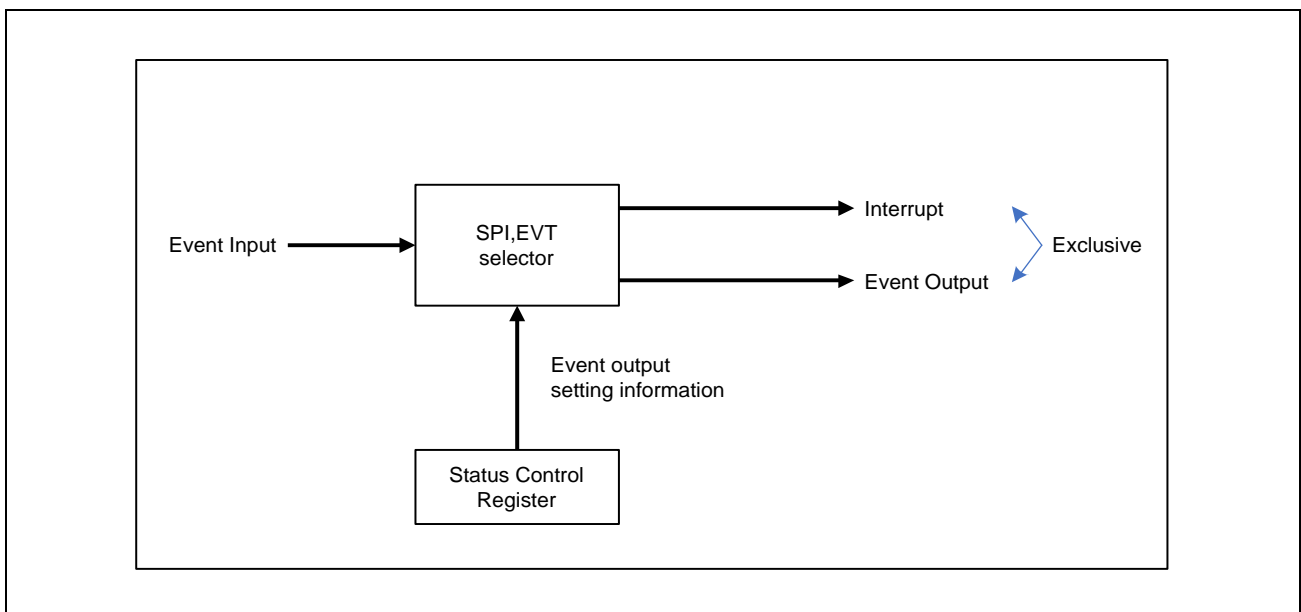 Event Input
SPI,EVT
selector
Interrupt
Event Output
Exclusive
Event output
setting information
Status Control
Register